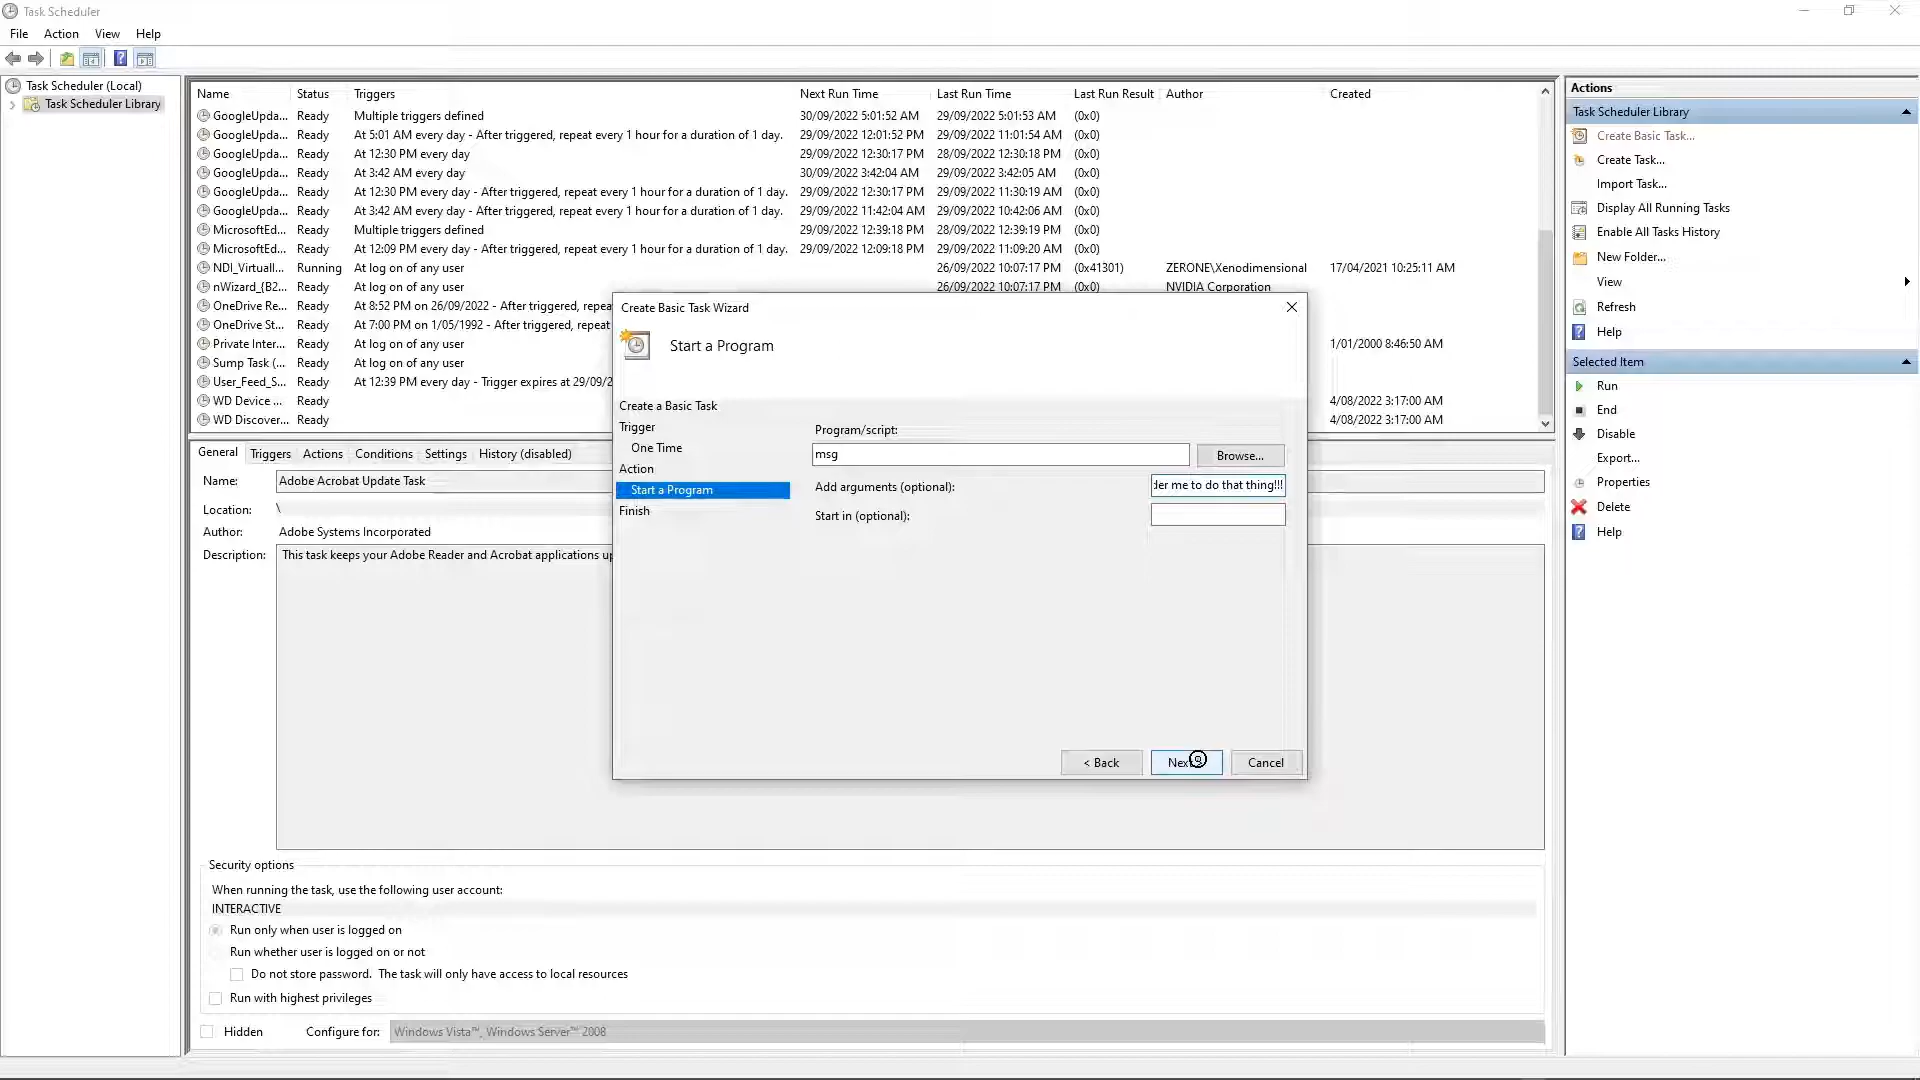 Task Scheduler
File Action View Help
Task Scheduler (Local)
Task Scheduler Library
Name Status Triggers Next Run Time Last Run Time Last Run Result Author Created
GoogleUpda... Ready Multiple triggers defined 30/09/2022 5:01:52 AM 29/09/2022 5:01:53 AM (0x0)
GoogleUpda... Ready At 5:01 AM every day - After triggered, repeat every 1 hour for a duration of 1 day. 29/09/2022 12:01:52 PM 29/09/2022 11:01:54 AM (0x0)
GoogleUpda... Ready At 12:30 PM every day 29/09/2022 12:30:17 PM 28/09/2022 12:30:18 PM (0x0)
GoogleUpda... Ready At 3:42 AM every day 30/09/2022 3:42:04 AM 29/09/2022 3:42:05 AM (0x0)
GoogleUpda... Ready At 12:30 PM every day - After triggered, repeat every 1 hour for a duration of 1 day. 29/09/2022 12:30:17 PM 29/09/2022 11:30:19 AM (0x0)
GoogleUpda... Ready At 3:42 AM every day - After triggered, repeat every 1 hour for a duration of 1 day. 29/09/2022 11:42:04 AM 29/09/2022 10:42:06 AM (0x0)
MicrosoftEd... Ready Multiple triggers defined 29/09/2022 12:39:18 PM 28/09/2022 12:39:19 PM (0x0)
MicrosoftEd... Ready At 12:09 PM every day - After triggered, repeat every 1 hour for a duration of 1 day. 29/09/2022 12:09:18 PM 29/09/2022 11:09:20 AM (0x0)
NDI_Virtuall... Running At log on of any user 26/09/2022 10:07:17 PM (0x41301) ZERONE\Xenodimensional 17/04/2021 10:25:11 AM
nWizard_{B2... Ready At log on of any user 26/09/2022 10:07:17 PM (0x0) NVIDIA Corporation
OneDrive Re... Ready At 8:52 PM on 26/09/2022 - After triggered, repeat
OneDrive St... Ready At 7:00 PM on 1/05/1992 - After triggered, repeat
Private Inter... Ready At log on of any user 1/01/2000 8:46:50 AM
Sump Task (... Ready At log on of any user
User_Feed_S... Ready At 12:39 PM every day - Trigger expires at 29/09/2
WD Device ... Ready 4/08/2022 3:17:00 AM
WD Discover... Ready 4/08/2022 3:17:00 AM
General Triggers Actions Conditions Settings History (disabled)
Name: Adobe Acrobat Update Task
Location: \
Author: Adobe Systems Incorporated
Description: This task keeps your Adobe Reader and Acrobat applications up
Security options
When running the task, use the following user account:
INTERACTIVE
Run only when user is logged on
Run whether user is logged on or not
Do not store password. The task will only have access to local resources
Run with highest privileges
Hidden Configure for: Windows Vista™, Windows Server™ 2008
Create Basic Task Wizard
Start a Program
Create a Basic Task
Trigger
One Time
Action
Start a Program
Finish
Program/script:
msg
Browse...
Add arguments (optional): der me to do that thing!!!
Start in (optional):
< Back Next > Cancel
Actions
Task Scheduler Library
Create Basic Task...
Create Task...
Import Task...
Display All Running Tasks
Enable All Tasks History
New Folder...
View
Refresh
Help
Selected Item
Run
End
Disable
Export...
Properties
Delete
Help